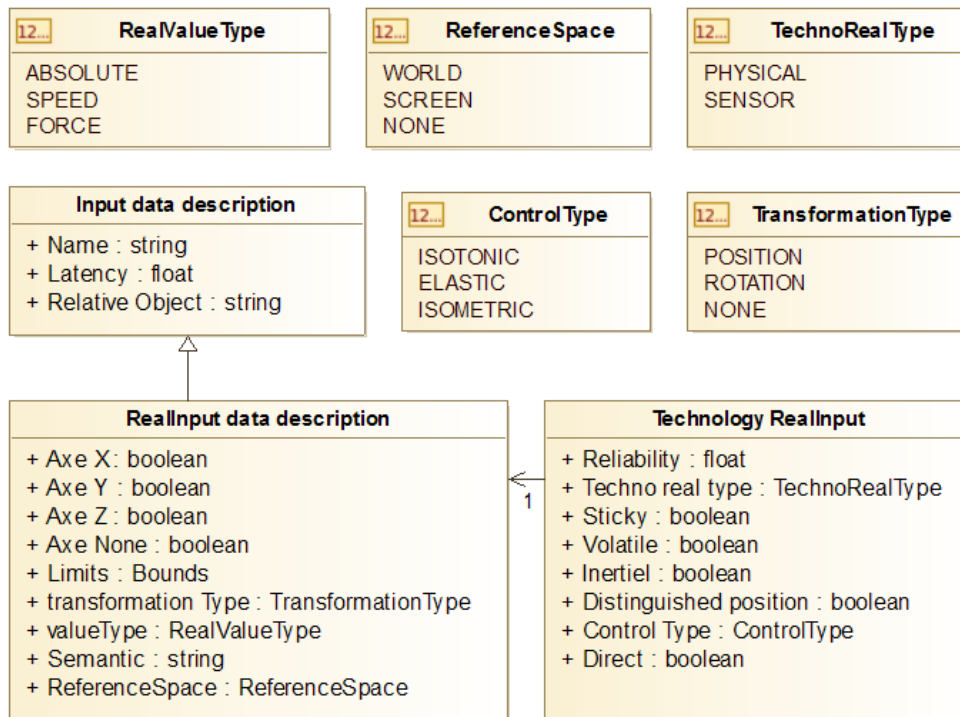 12... RealValueType
ABSOLUTE
SPEED
FORCE
12... ReferenceSpace
WORLD
SCREEN
NONE
12... TechnoRealType
PHYSICAL
SENSOR
Input data description
+ Name : string
+ Latency : float
+ Relative Object : string
12... ControlType
ISOTONIC
ELASTIC
ISOMETRIC
12... TransformationType
POSITION
ROTATION
NONE
RealInput data description
+ Axe X : boolean
+ Axe Y : boolean
+ Axe Z : boolean
+ Axe None : boolean
+ Limits : Bounds
+ transformation Type : TransformationType
+ valueType : RealValueType
+ Semantic : string
+ ReferenceSpace : ReferenceSpace
1
Technology RealInput
+ Reliability : float
+ Techno real type : TechnoRealType
+ Sticky : boolean
+ Volatile : boolean
+ Inertiel : boolean
+ Distinguished position : boolean
+ Control Type : ControlType
+ Direct : boolean